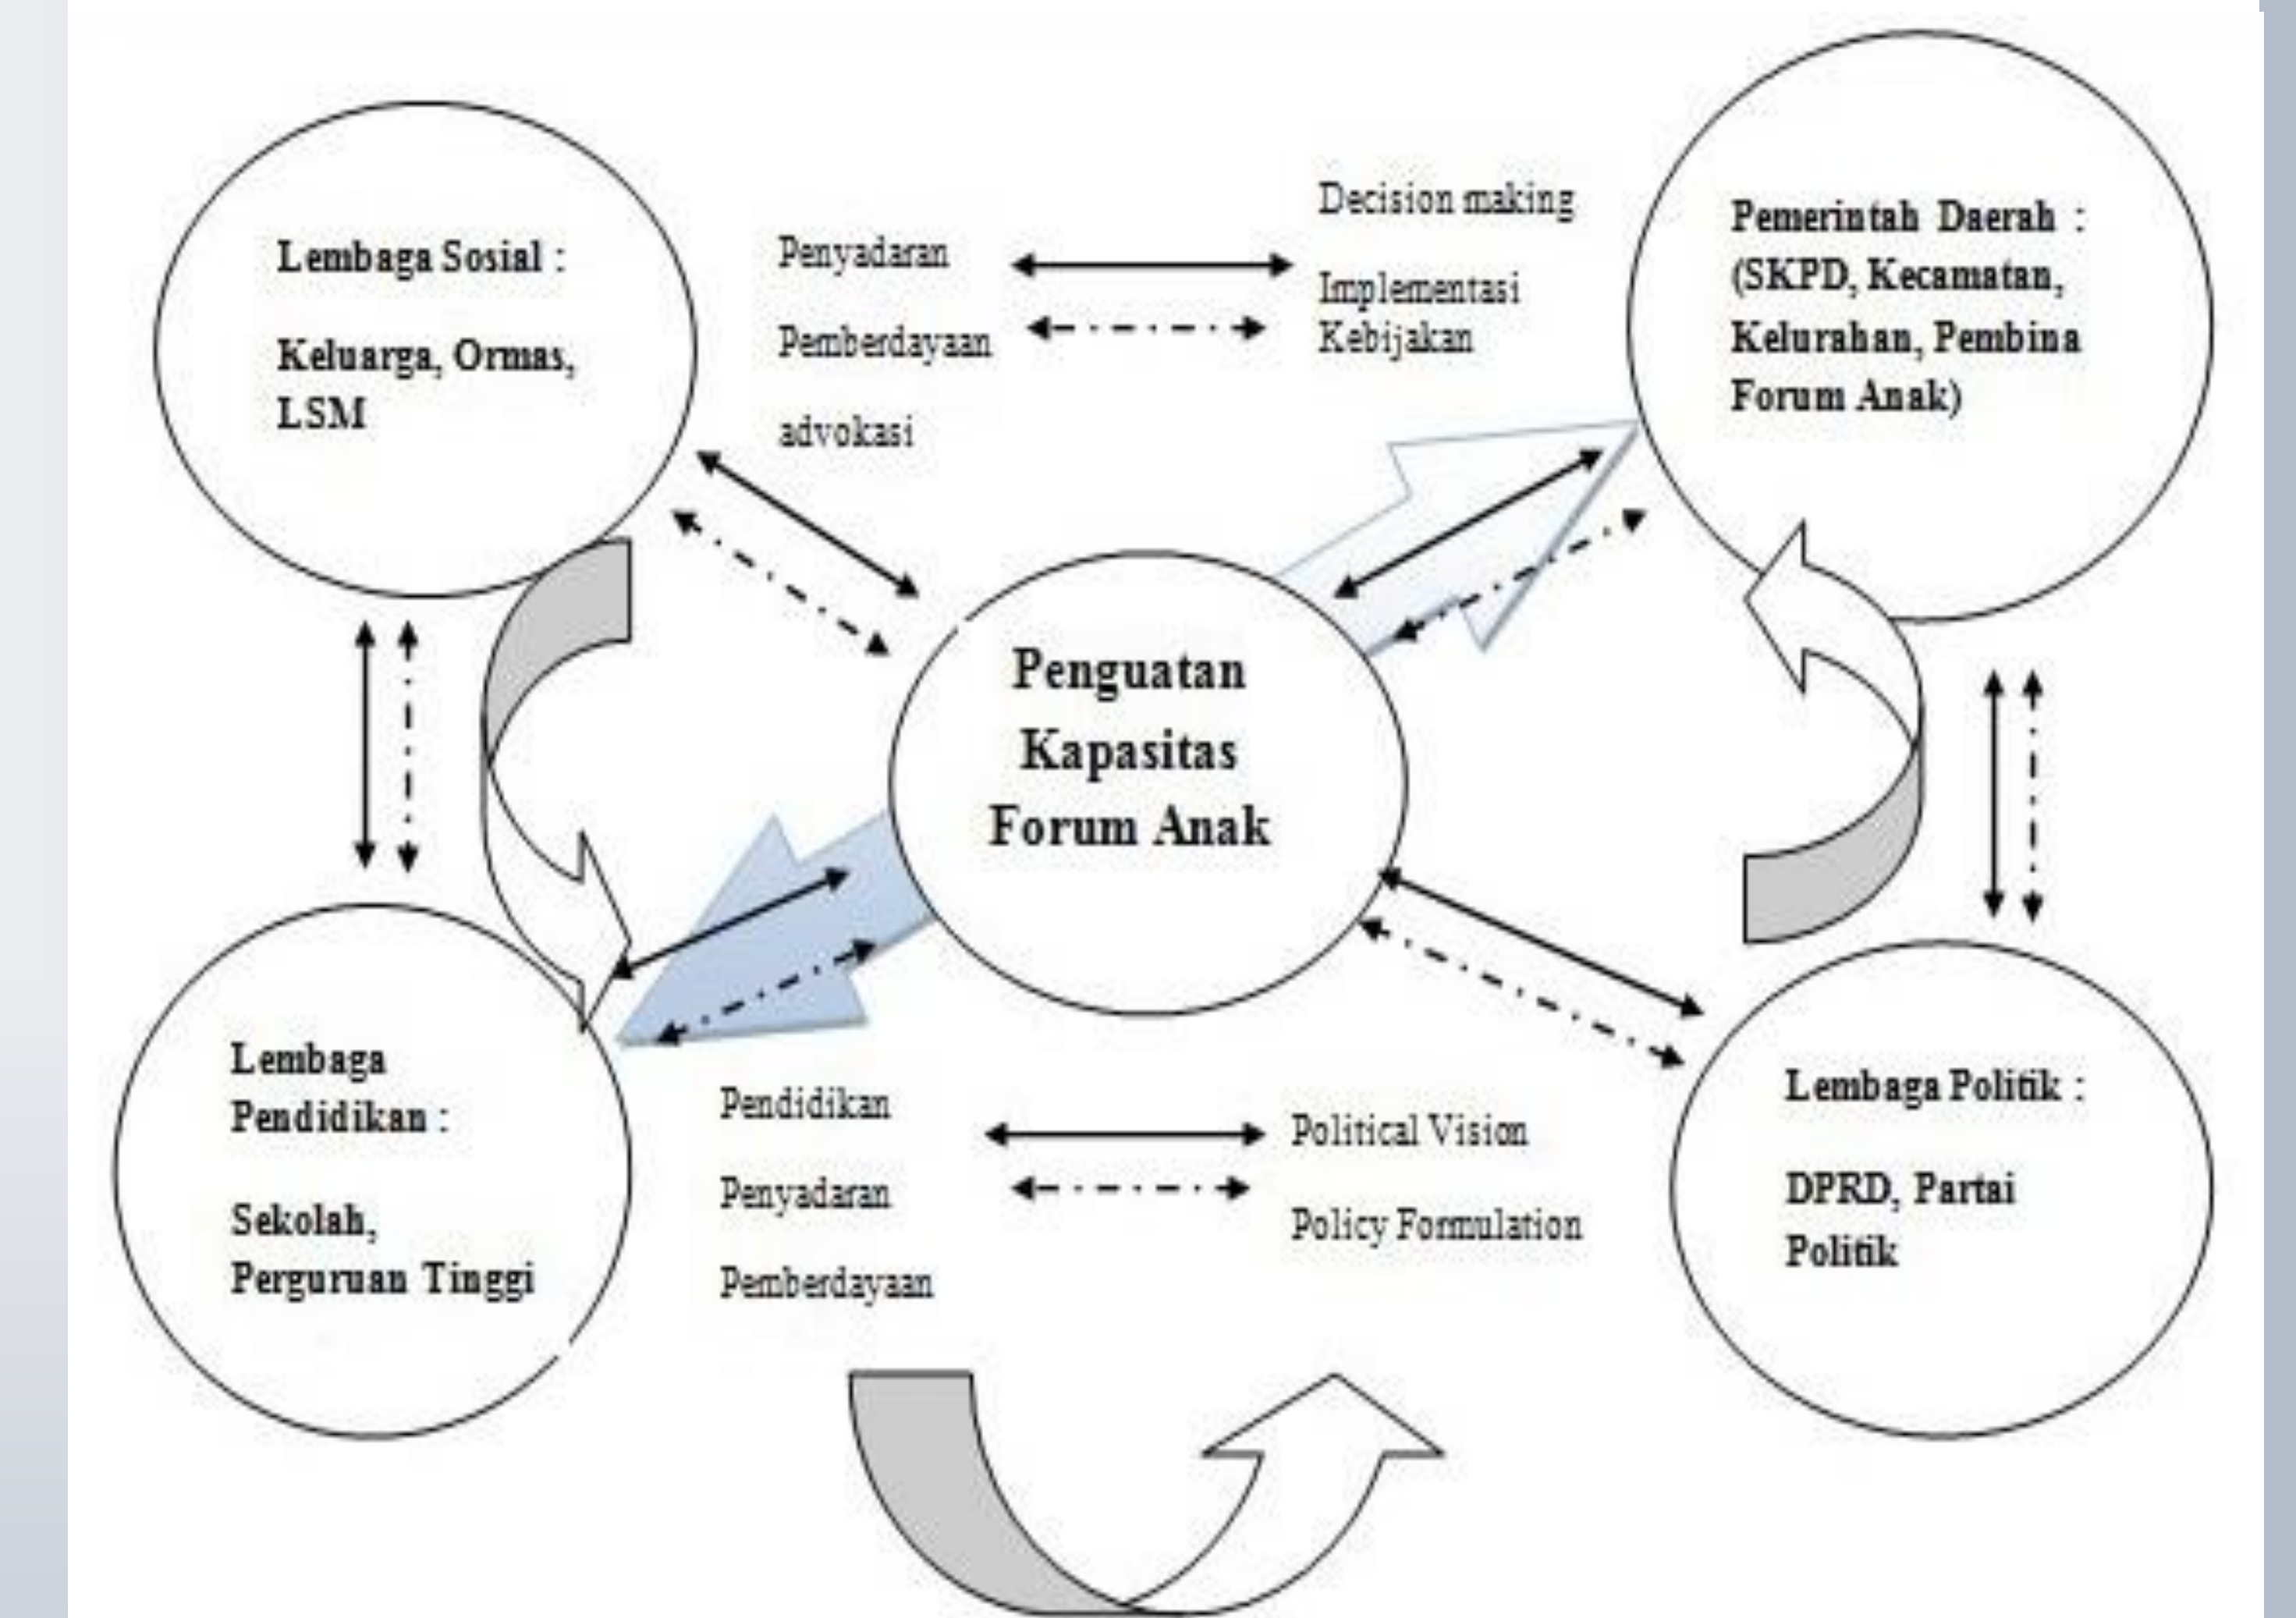 Lembaga Sosial :
Keluarga, Ormas,
LSM
Penyadaran
Pemberdayaan
advokasi
Decision making
Implementasi
Kebijakan
Pemerintah Daerah :
(SKPD, Kecamatan,
Kelurahan, Pembina
Forum Anak)
Penguatan
Kapasitas
Forum Anak
Lembaga
Pendidikan :
Sekolah,
Perguruan Tinggi
Pendidikan
Penyadaran
Pemberdayaan
Political Vision
Policy Formulation
Lembaga Politik :
DPRD, Partai
Politik